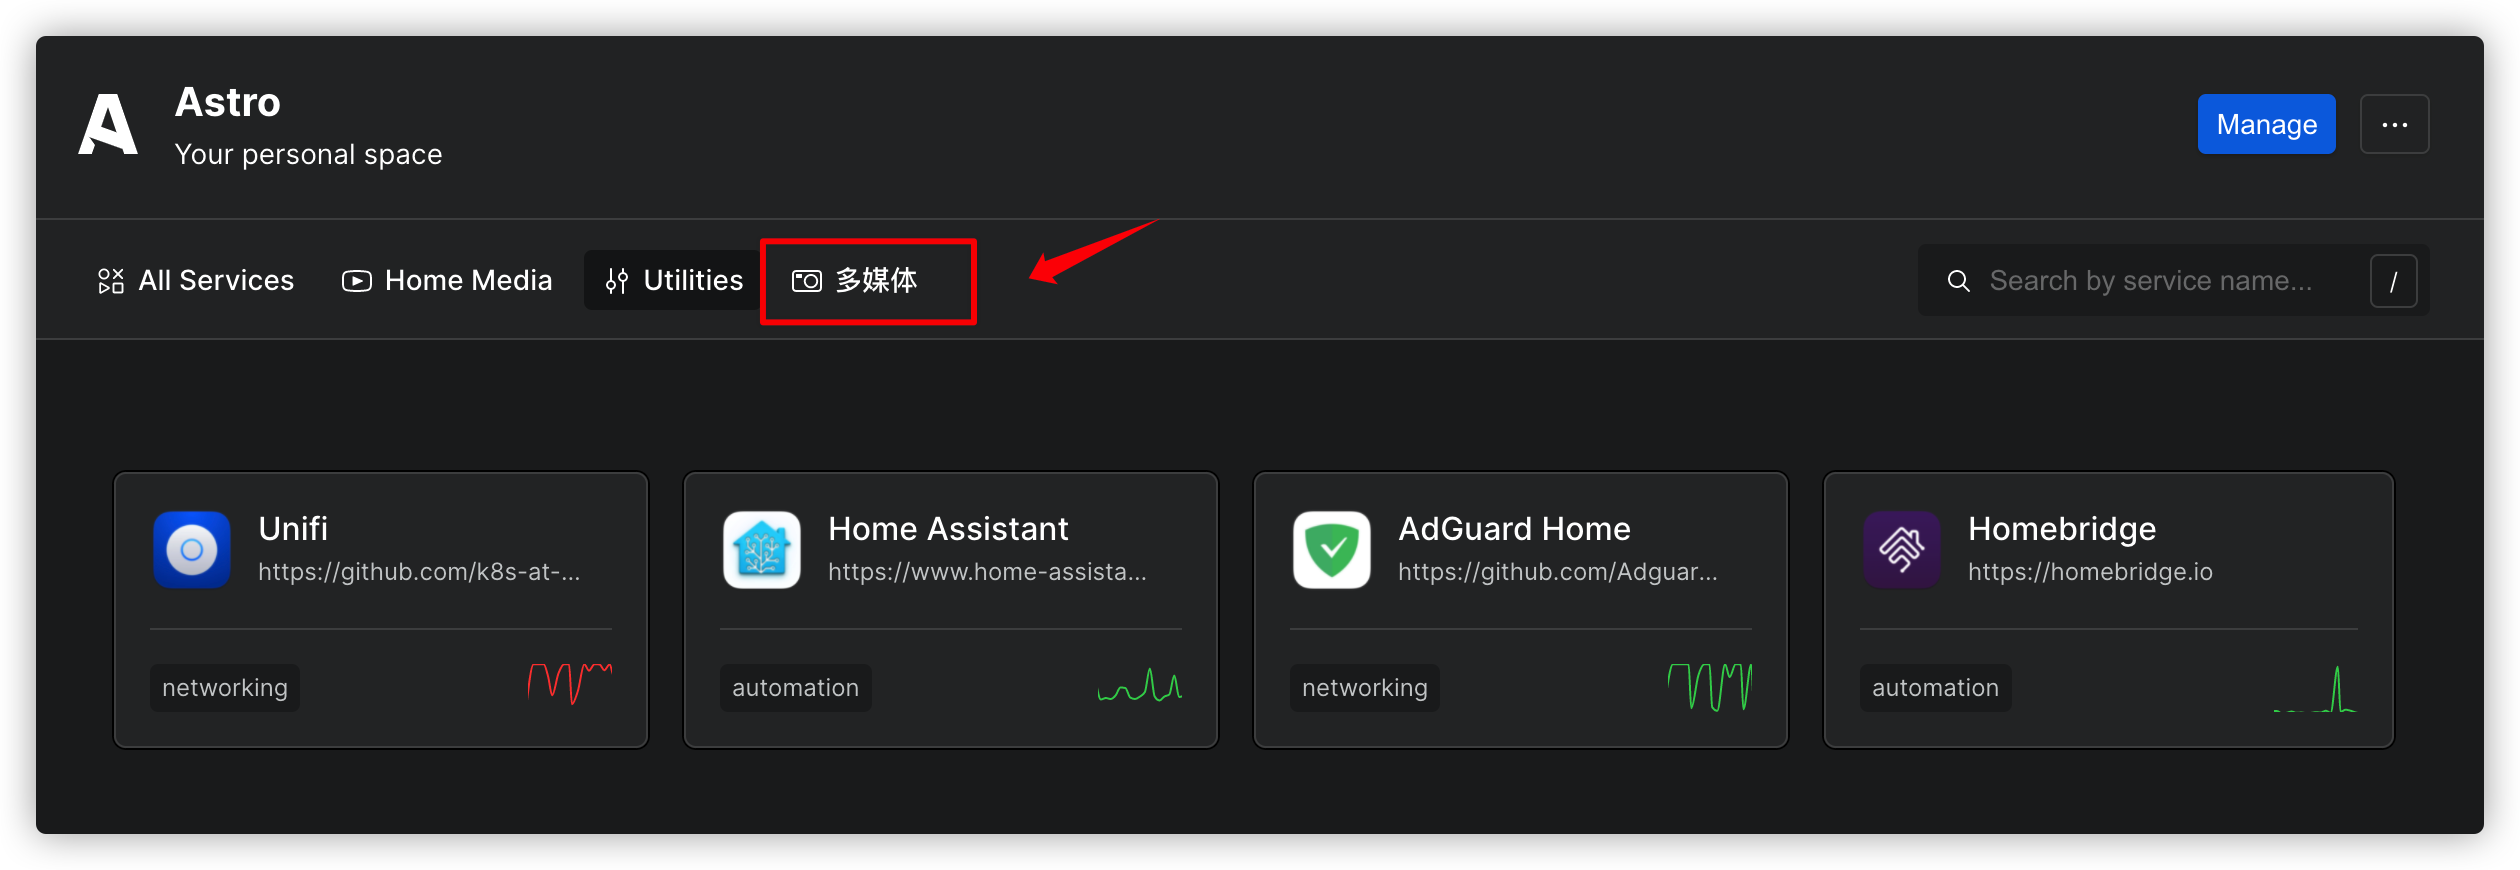 Astro
Your personal space
Manage
All Services
Home Media
Utilities
多媒体
Search by service name...
/
Unifi
https://github.com/k8s-at-...
networking
Home Assistant
https://www.home-assista...
automation
AdGuard Home
https://github.com/Adguar...
networking
Homebridge
https://homebridge.io
automation